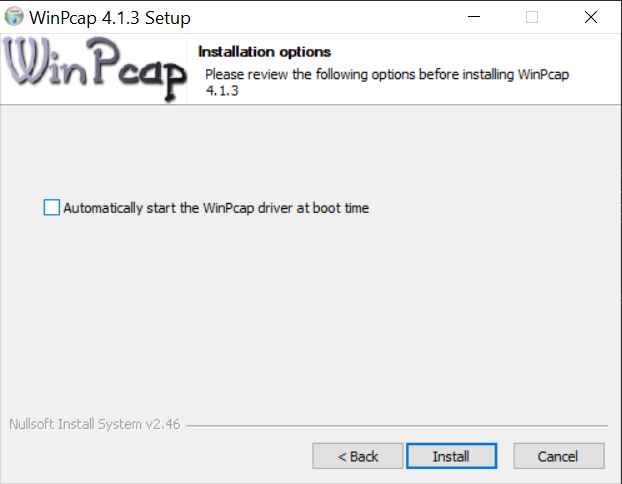 WinPcap 4.1.3 Setup
WinPcap
Installation options
Please review the following options before installing WinPcap
4.1.3
Automatically start the WinPcap driver at boot time
Nullsoft Install System v2.46
< Back
Install
Cancel